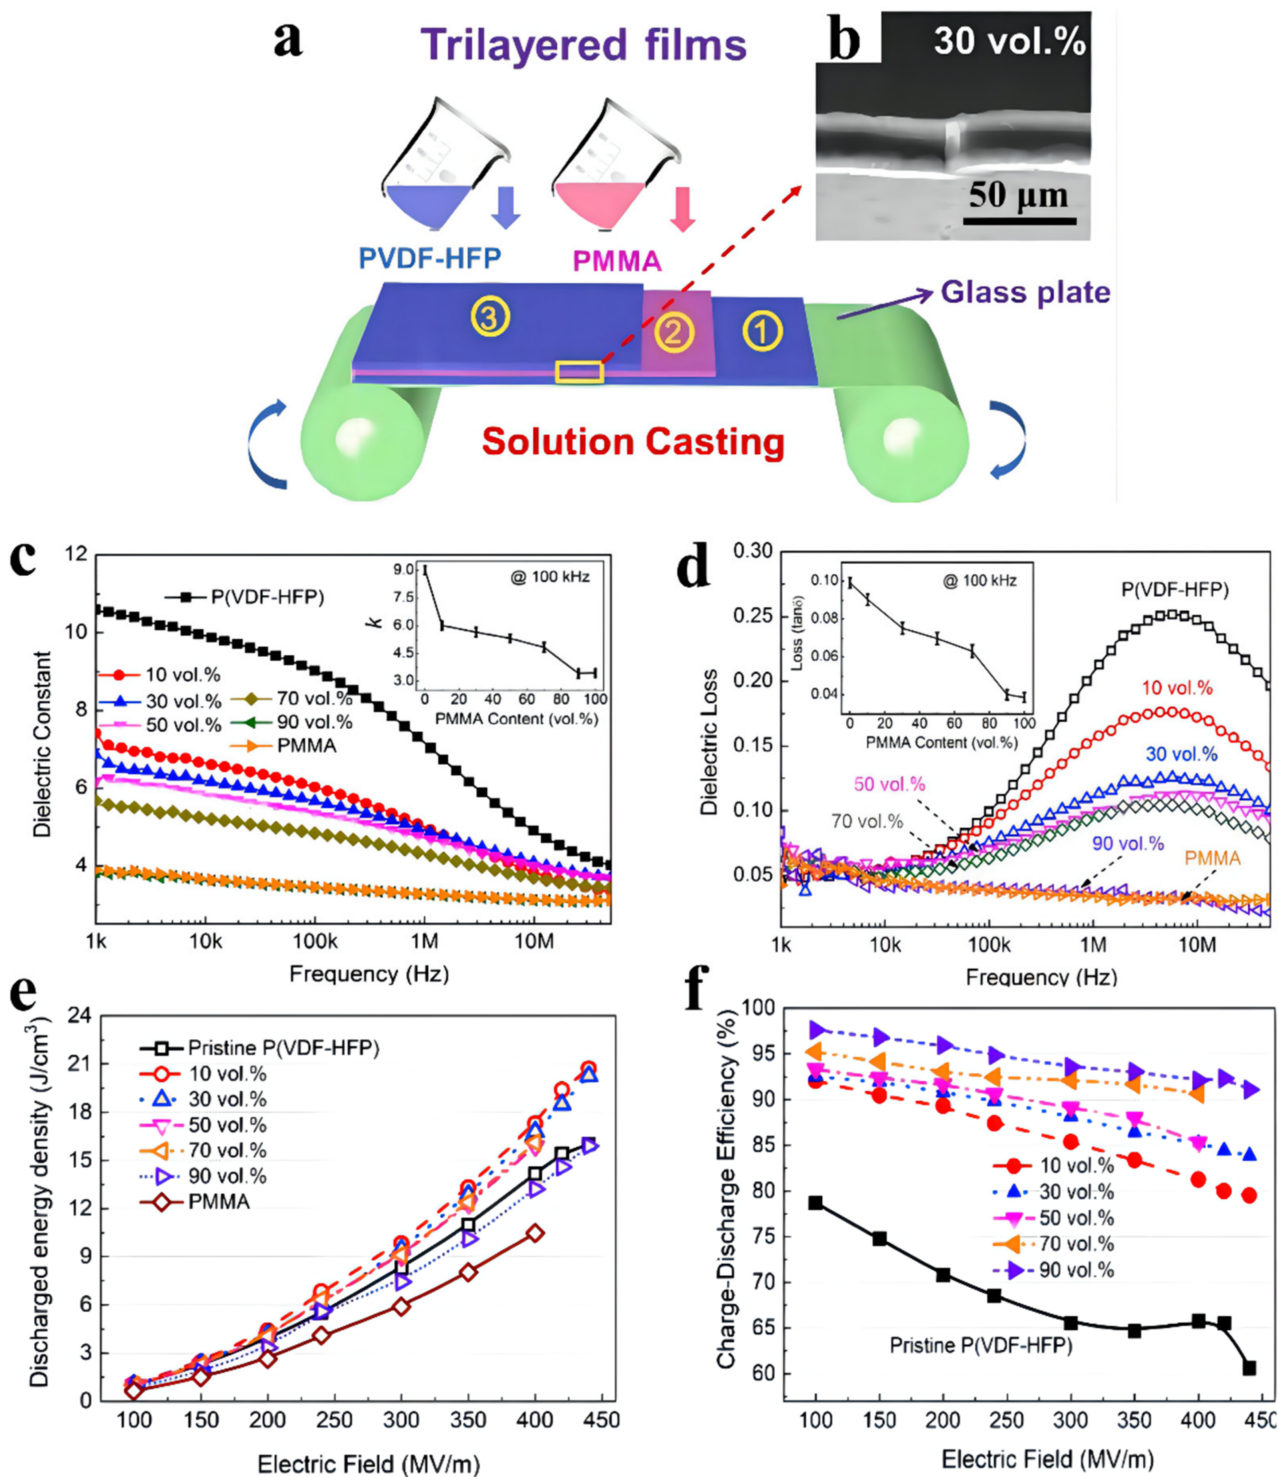 a
Trilayered films
b
30 vol.%
50 μm
PVDF-HFP
PMMA
Glass plate
③
②
①
Solution Casting
c
12
10
8
6
4
Dielectric Constant
P(VDF-HFP)
10 vol.%
30 vol.%
50 vol.%
70 vol.%
90 vol.%
PMMA
@ 100 kHz
k
9.0
7.5
6.0
4.5
3.0
0 20 40 60 80 100
PMMA Content (vol.%)
1k 10k 100k 1M 10M
Frequency (Hz)
d
0.30
0.25
0.20
0.15
0.10
0.05
Dielectric Loss
@ 100 kHz
Loss (tanδ)
0.10
0.08
0.06
0.04
0 20 40 60 80 100
PMMA Content (vol.%)
P(VDF-HFP)
10 vol.%
30 vol.%
50 vol.%
70 vol.%
90 vol.%
PMMA
1k 10k 100k 1M 10M
Frequency (Hz)
e
24
21
18
15
12
9
6
3
0
Discharged energy density (J/cm³)
Pristine P(VDF-HFP)
10 vol.%
30 vol.%
50 vol.%
70 vol.%
90 vol.%
PMMA
100 150 200 250 300 350 400 450
Electric Field (MV/m)
f
100
95
90
85
80
75
70
65
60
Charge-Discharge Efficiency (%)
10 vol.%
30 vol.%
50 vol.%
70 vol.%
90 vol.%
Pristine P(VDF-HFP)
100 150 200 250 300 350 400 450
Electric Field (MV/m)